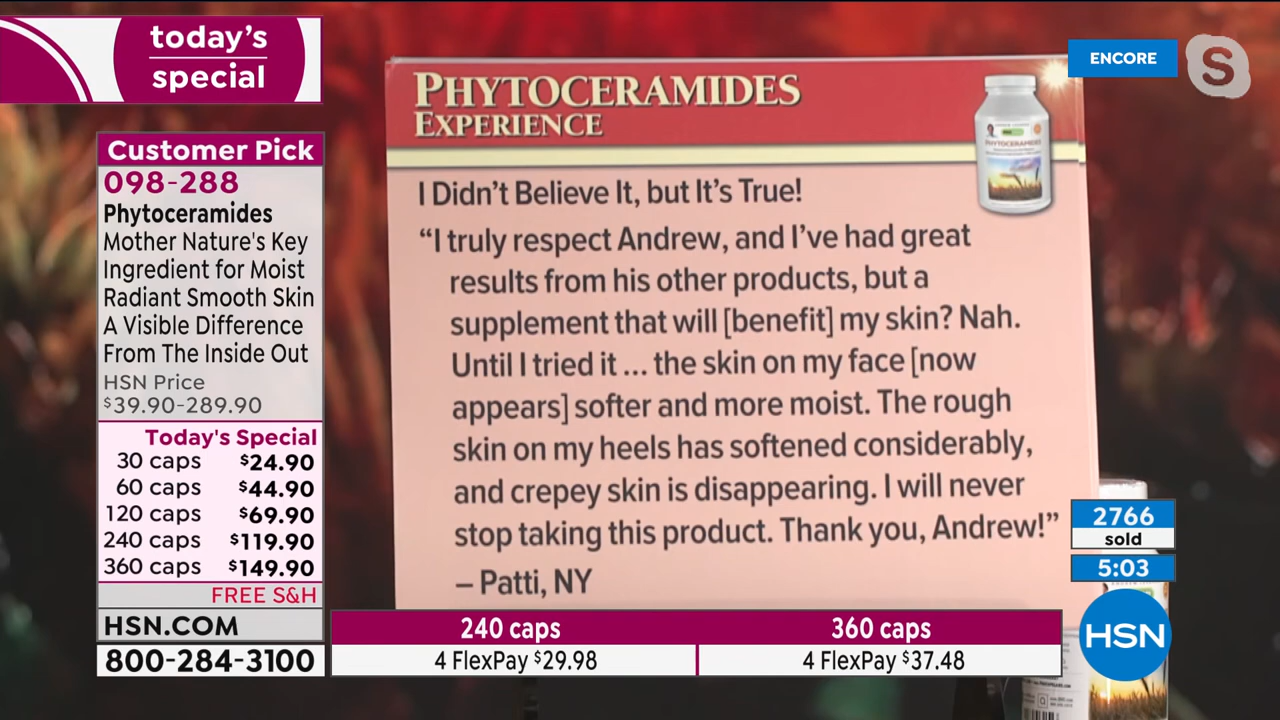 today's
special
ENCORE
S
Customer Pick
098-288
Phytoceramides
Mother Nature's Key
Ingredient for Moist
Radiant Smooth Skin
A Visible Difference
From The Inside Out
HSN Price
$39.90-289.90
Today's Special
30 caps $24.90
60 caps $44.90
120 caps $69.90
240 caps $119.90
360 caps $149.90
FREE S&H
HSN.COM
800-284-3100
PHYTOCERAMIDES
EXPERIENCE
PHYTOCERAMIDES
I Didn't Believe It, but It's True!
“I truly respect Andrew, and I've had great
results from his other products, but a
supplement that will [benefit] my skin? Nah.
Until I tried it ... the skin on my face [now
appears] softer and more moist. The rough
skin on my heels has softened considerably,
and crepey skin is disappearing. I will never
stop taking this product. Thank you, Andrew!”
– Patti, NY
2766
sold
5:03
HSN
240 caps 360 caps
4 FlexPay $29.98 4 FlexPay $37.48